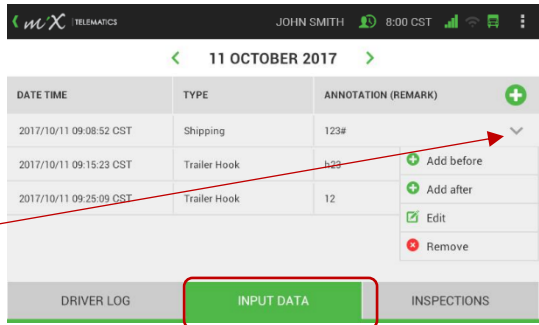 miX TELEMATICS JOHN SMITH 8:00 CST
11 OCTOBER 2017
DATE TIME TYPE ANNOTATION (REMARK)
2017/10/11 09:08:52 CST Shipping 123#
2017/10/11 09:15:23 CST Trailer Hook h23 Add before
2017/10/11 09:25:09 CST Trailer Hook 12 Add after
Edit
Remove
DRIVER LOG INPUT DATA INSPECTIONS